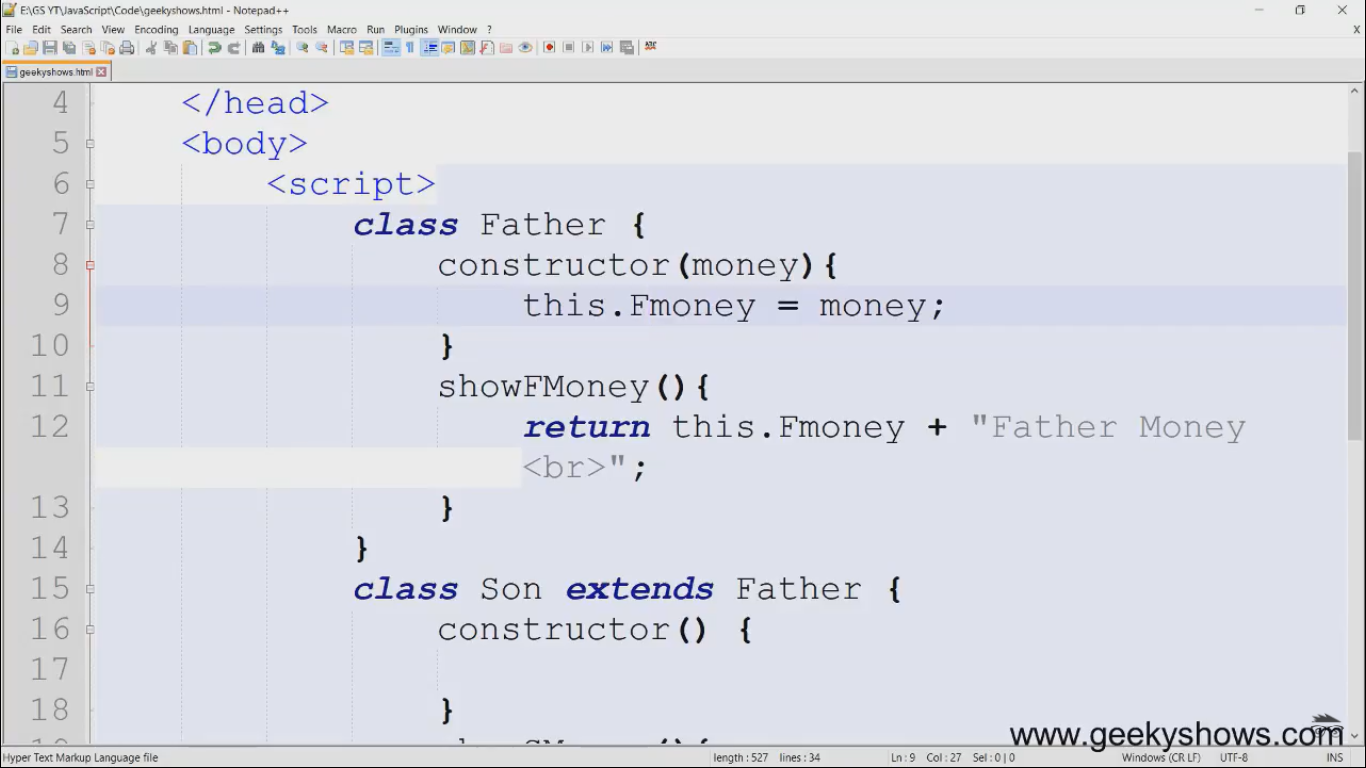 E:\GS YT\JavaScript\Code\geekyshows.html - Notepad++
File Edit Search View Encoding Language Settings Tools Macro Run Plugins Window ?
X
geekyshows.html
4 </head>
5 <body>
6 <script>
7 class Father {
8 constructor(money){
9 this.Fmoney = money;
10 }
11 showFMoney(){
12 return this.Fmoney + "Father Money
<br>";
13 }
14 }
15 class Son extends Father {
16 constructor() {
17
18 }
www.geekyshows.com
Hyper Text Markup Language file length : 527 lines : 34 Ln : 9 Col : 27 Sel : 0 | 0 Windows (CR LF) UTF-8 INS